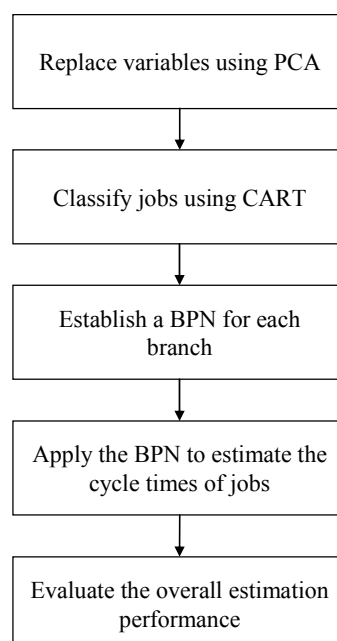 Replace variables using PCA
Classify jobs using CART
Establish a BPN for each
branch
Apply the BPN to estimate the
cycle times of jobs
Evaluate the overall estimation
performance